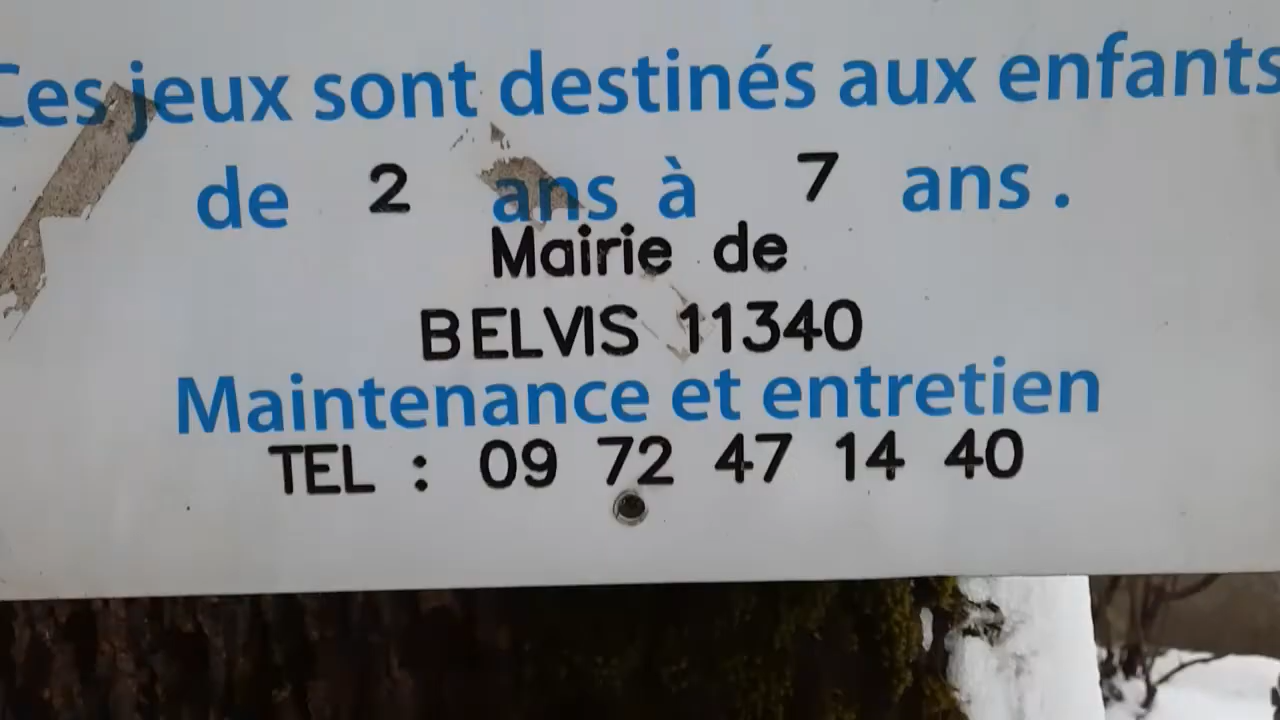 Ces jeux sont destinés aux enfants
de 2 ans à 7 ans .
Mairie de
BELVIS 11340
Maintenance et entretien
TEL : 09 72 47 14 40